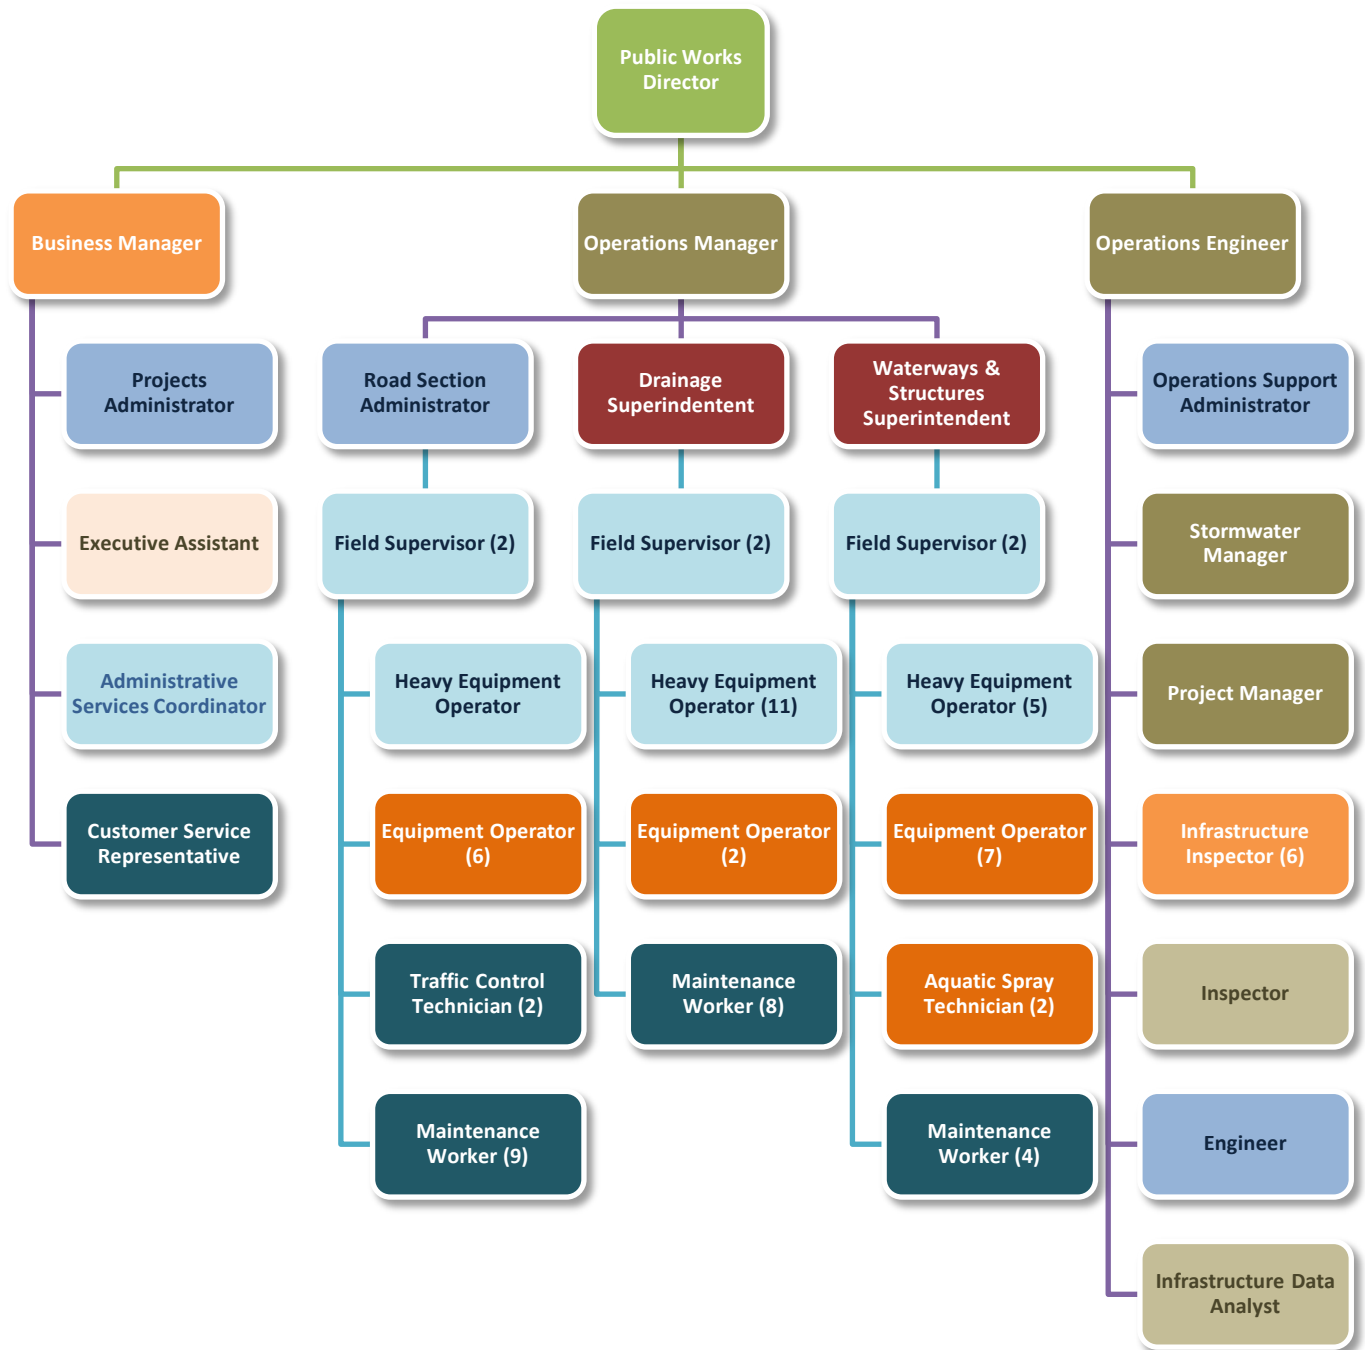 Public Works
Director
Business Manager
Operations Manager
Operations Engineer
Projects
Administrator
Road Section
Administrator
Drainage
Superindentent
Waterways &
Structures
Superintendent
Operations Support
Administrator
Executive Assistant
Field Supervisor (2)
Field Supervisor (2)
Field Supervisor (2)
Stormwater
Manager
Administrative
Services Coordinator
Heavy Equipment
Operator
Heavy Equipment
Operator (11)
Heavy Equipment
Operator (5)
Project Manager
Customer Service
Representative
Equipment Operator
(6)
Equipment Operator
(2)
Equipment Operator
(7)
Infrastructure
Inspector (6)
Traffic Control
Technician (2)
Maintenance
Worker (8)
Aquatic Spray
Technician (2)
Inspector
Maintenance
Worker (9)
Maintenance
Worker (4)
Engineer
Infrastructure Data
Analyst